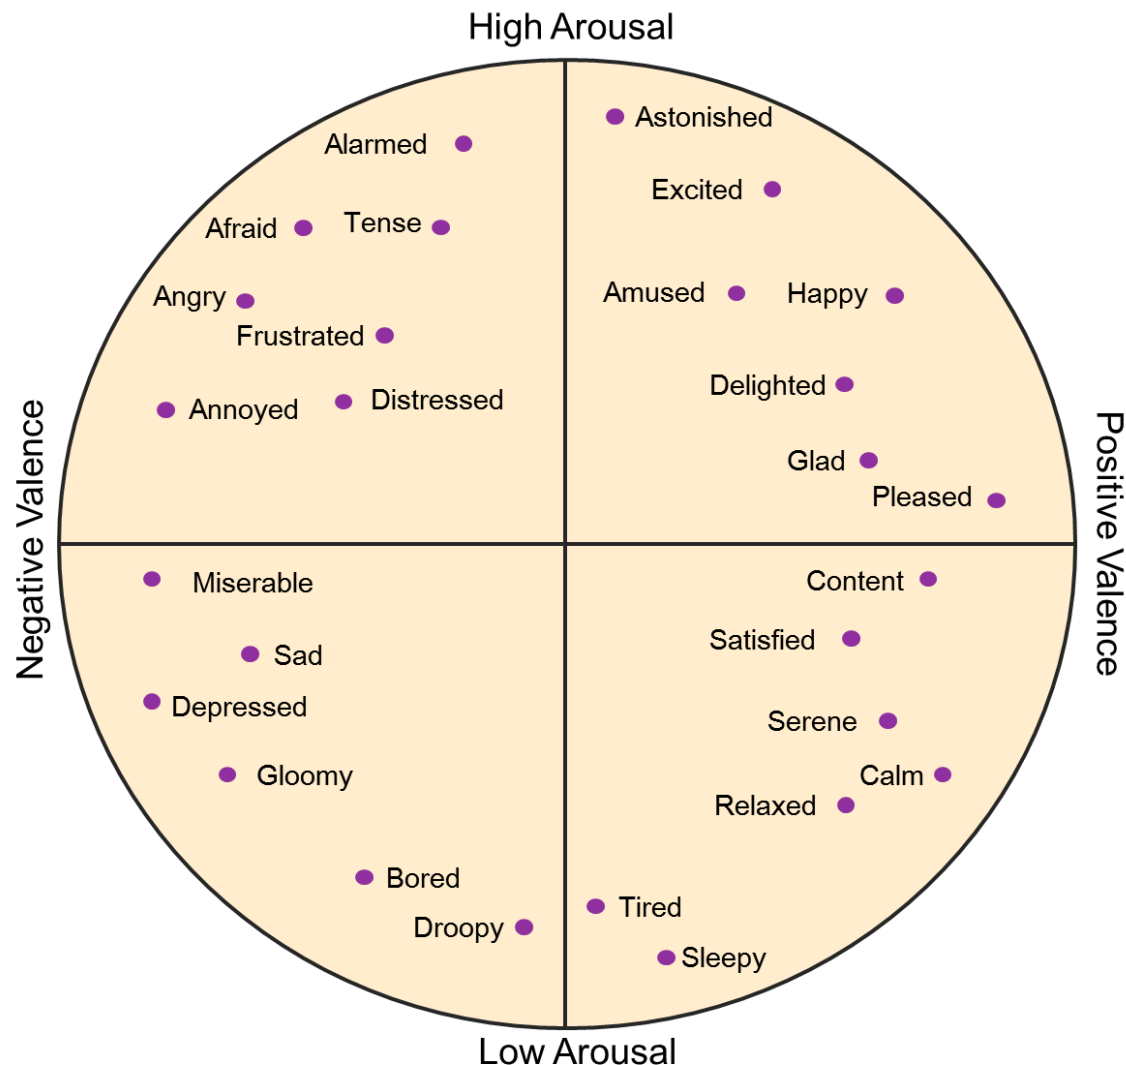 High Arousal
Astonished
Alarmed
Excited
Afraid
Tense
Angry
Amused
Happy
Frustrated
Delighted
Annoyed
Distressed
Glad
Pleased
Negative Valence
Positive Valence
Miserable
Content
Sad
Satisfied
Depressed
Serene
Gloomy
Calm
Relaxed
Bored
Tired
Droopy
Sleepy
Low Arousal